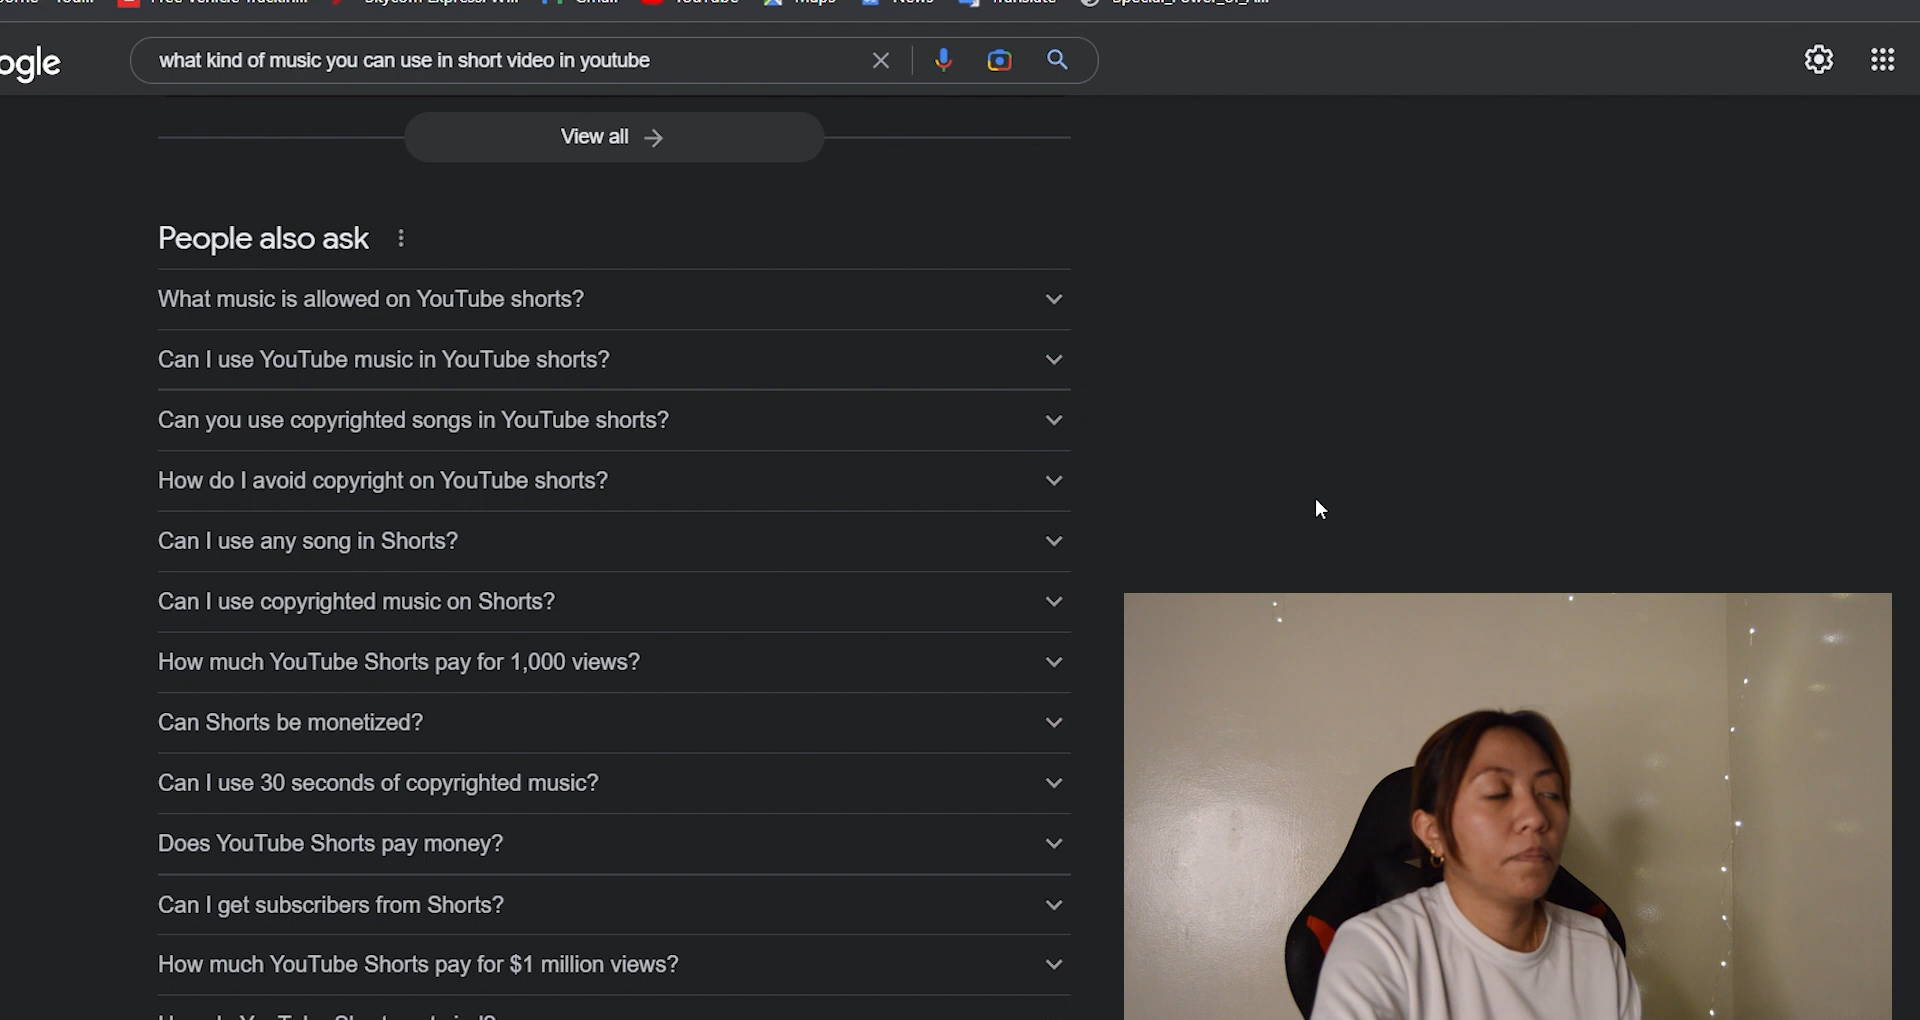 YouTube Maps News Translate
ogle what kind of music you can use in short video in youtube
View all
People also ask
What music is allowed on YouTube shorts?
Can I use YouTube music in YouTube shorts?
Can you use copyrighted songs in YouTube shorts?
How do I avoid copyright on YouTube shorts?
Can I use any song in Shorts?
Can I use copyrighted music on Shorts?
How much YouTube Shorts pay for 1,000 views?
Can Shorts be monetized?
Can I use 30 seconds of copyrighted music?
Does YouTube Shorts pay money?
Can I get subscribers from Shorts?
How much YouTube Shorts pay for $1 million views?